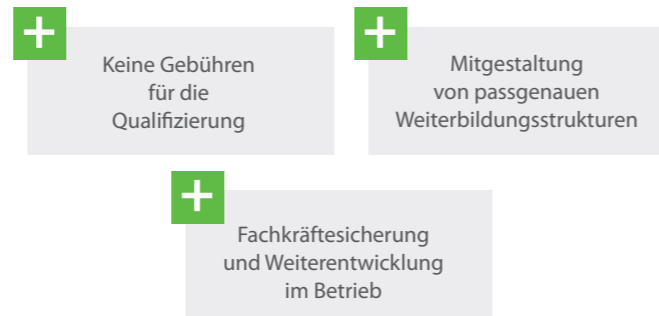 Keine Gebühren
für die
Qualifizierung
Mitgestaltung
von passgenauen
Weiterbildungsstrukturen
Fachkräftesicherung
und Weiterentwicklung
im Betrieb